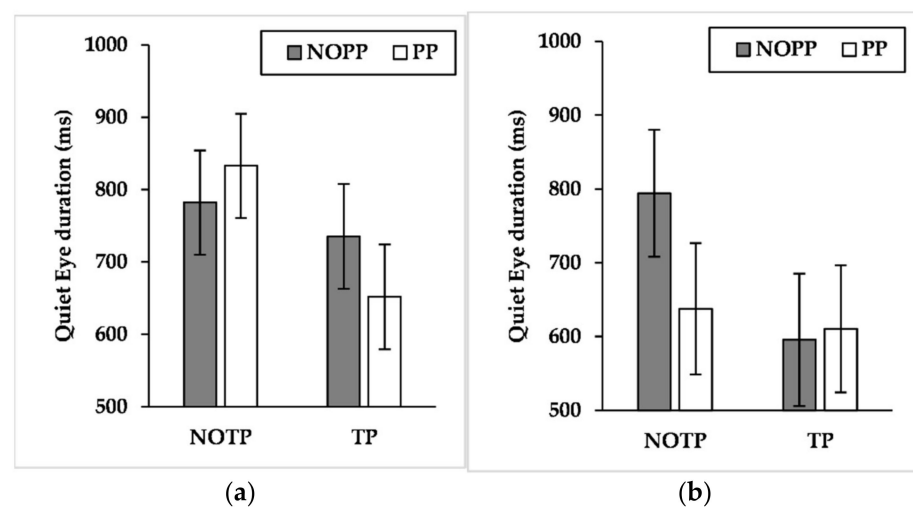 1000
900
800
700
600
500
Quiet Eye duration (ms)
NOPP PP
NOTP TP
(a)
1000
900
800
700
600
500
Quiet Eye duration (ms)
NOPP PP
NOTP TP
(b)